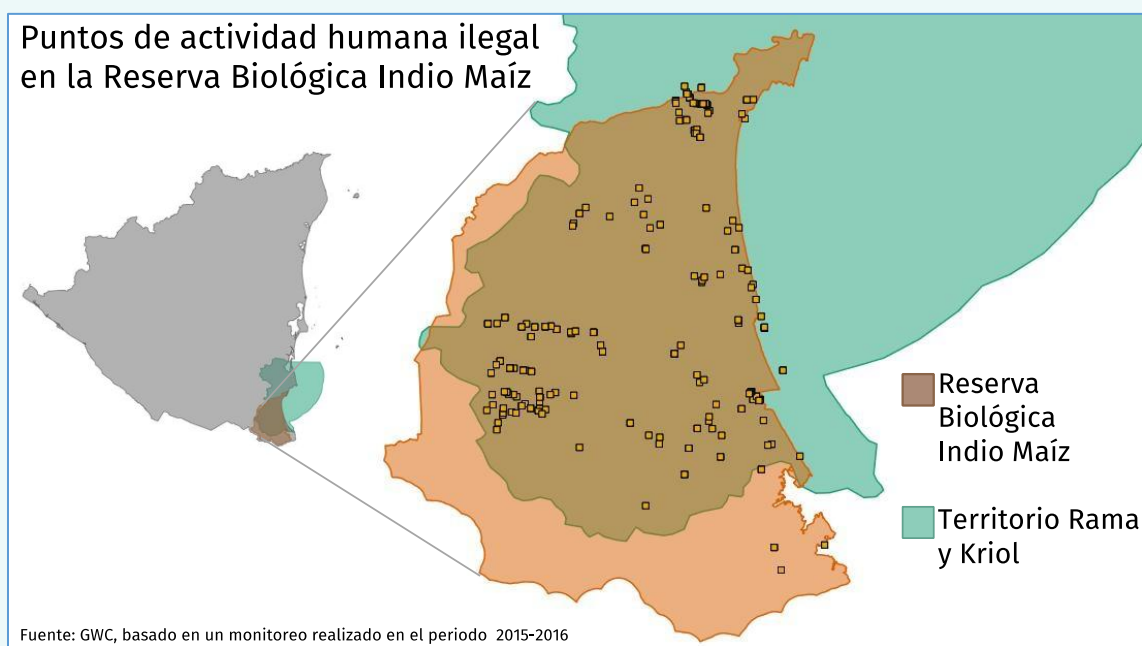 Puntos de actividad humana ilegal
en la Reserva Biológica Indio Maíz
Reserva
Biológica
Indio Maíz
Territorio Rama
y Kriol
Fuente: GWC, basado en un monitoreo realizado en el periodo 2015-2016